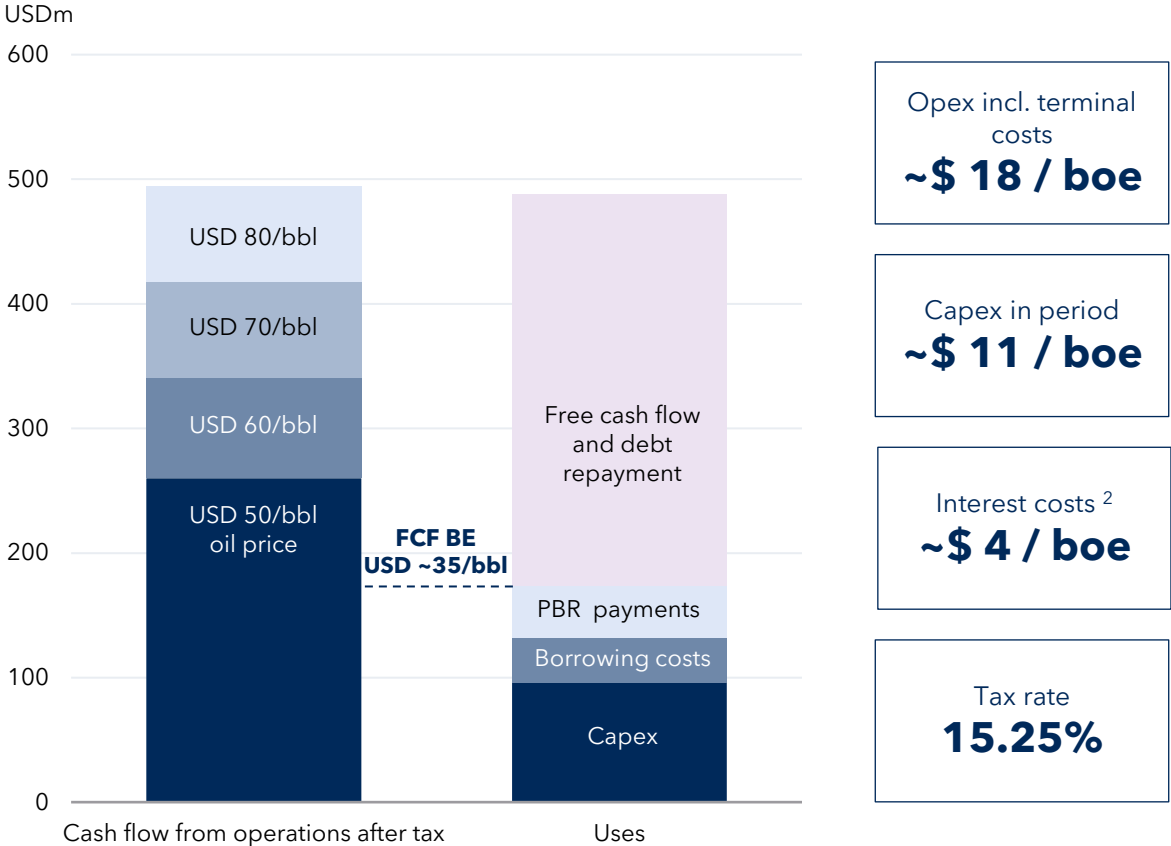 USDm
600
500
400
300
200
100
0
USD 80/bbl
USD 70/bbl
USD 60/bbl
USD 50/bbl
oil price
FCF BE
USD ~35/bbl
Free cash flow
and debt
repayment
PBR payments
Borrowing costs
Capex
Cash flow from operations after tax
Uses
Opex incl. terminal
costs
~$ 18 / boe
Capex in period
~$ 11 / boe
Interest costs 2
~$ 4 / boe
Tax rate
15.25%